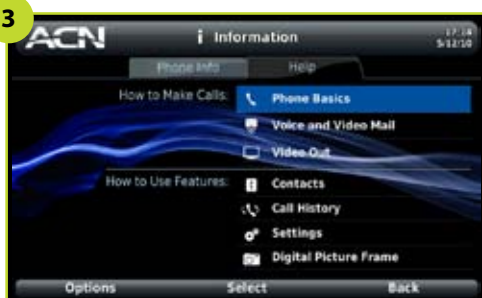 3
ACN
i Information
17:14
5/12/10
Phone Info
Help
How to Make Calls:
Phone Basics
Voice and Video Mail
Video Out
How to Use Features:
Contacts
Call History
Settings
Digital Picture Frame
Options Select Back